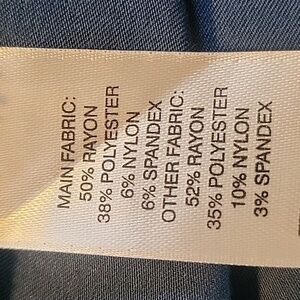 MAIN FABRIC:
50% RAYON
38% POLYESTER
6% NYLON
6% SPANDEX
OTHER FABRIC:
52% RAYON
35% POLYESTER
10% NYLON
3% SPANDEX